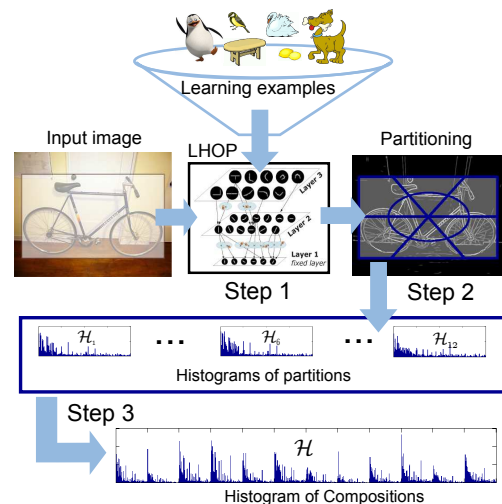 Learning examples
Input image
LHOP
Partitioning
Layer 3
Layer 2
Layer 1
fixed layer
Step 1
Step 2
H₁
...
H₆
...
H₁₂
Histograms of partitions
Step 3
H
Histogram of Compositions